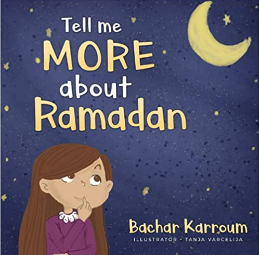 Tell me
MORE
about
Ramadan
Bachar Karroum
ILLUSTRATOR - TANJA VARCELIJA